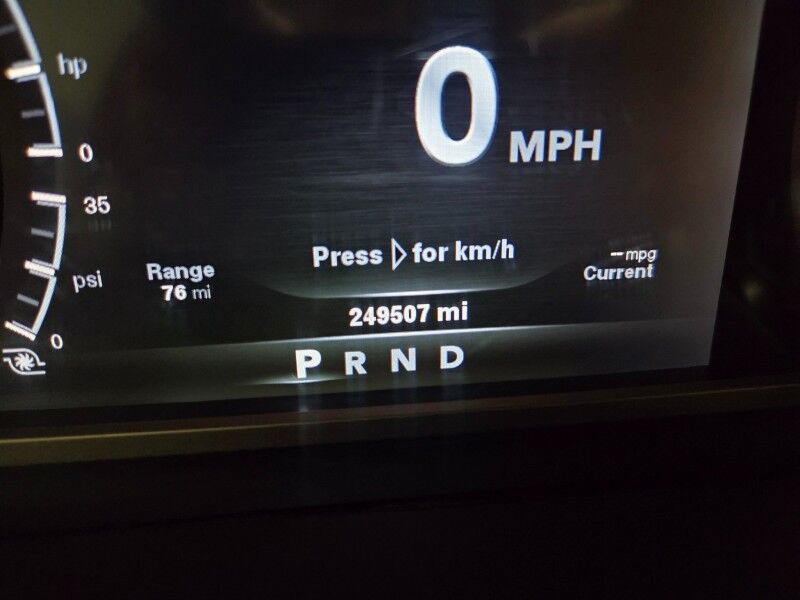 hp
0
35
psi
0
0 MPH
Press ▷ for km/h
Range
76 mi
--mpg
Current
249507 mi
P R N D